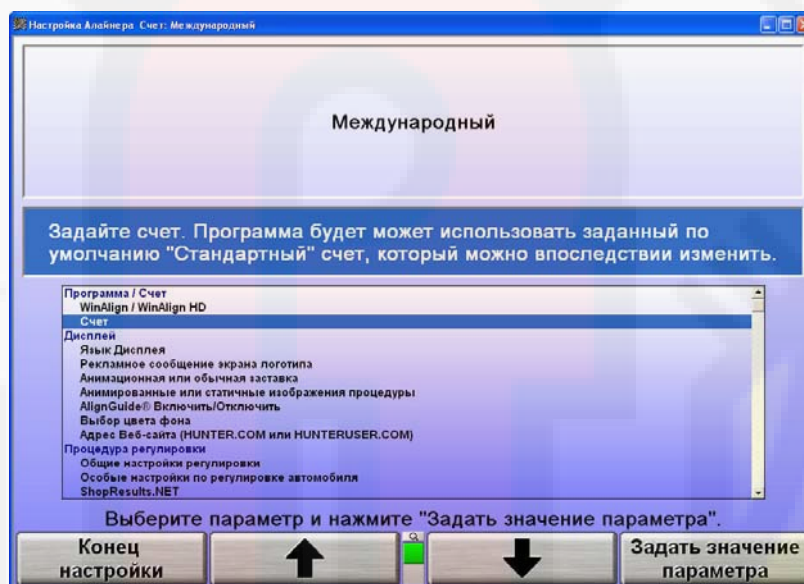 Настройка Алайнера Счет: Международный
Международный
Задайте счет. Программа будет может использовать заданный по
умолчанию "Стандартный" счет, который можно впоследствии изменить.
Программа / Счет
WinAlign / WinAlign HD
Счет
Дисплей
Язык Дисплея
Рекламное сообщение экрана логотипа
Анимационная или обычная заставка
Анимированные или статичные изображения процедуры
AlignGuide® Включить/Отключить
Выбор цвета фона
Адрес Веб-сайта (HUNTER.COM или HUNTERUSER.COM)
Процедура регулировки
Общие настройки регулировки
Особые настройки по регулировке автомобиля
ShopResults.NET
Выберите параметр и нажмите "Задать значение параметра".
Конец
настройки
Задать значение
параметра